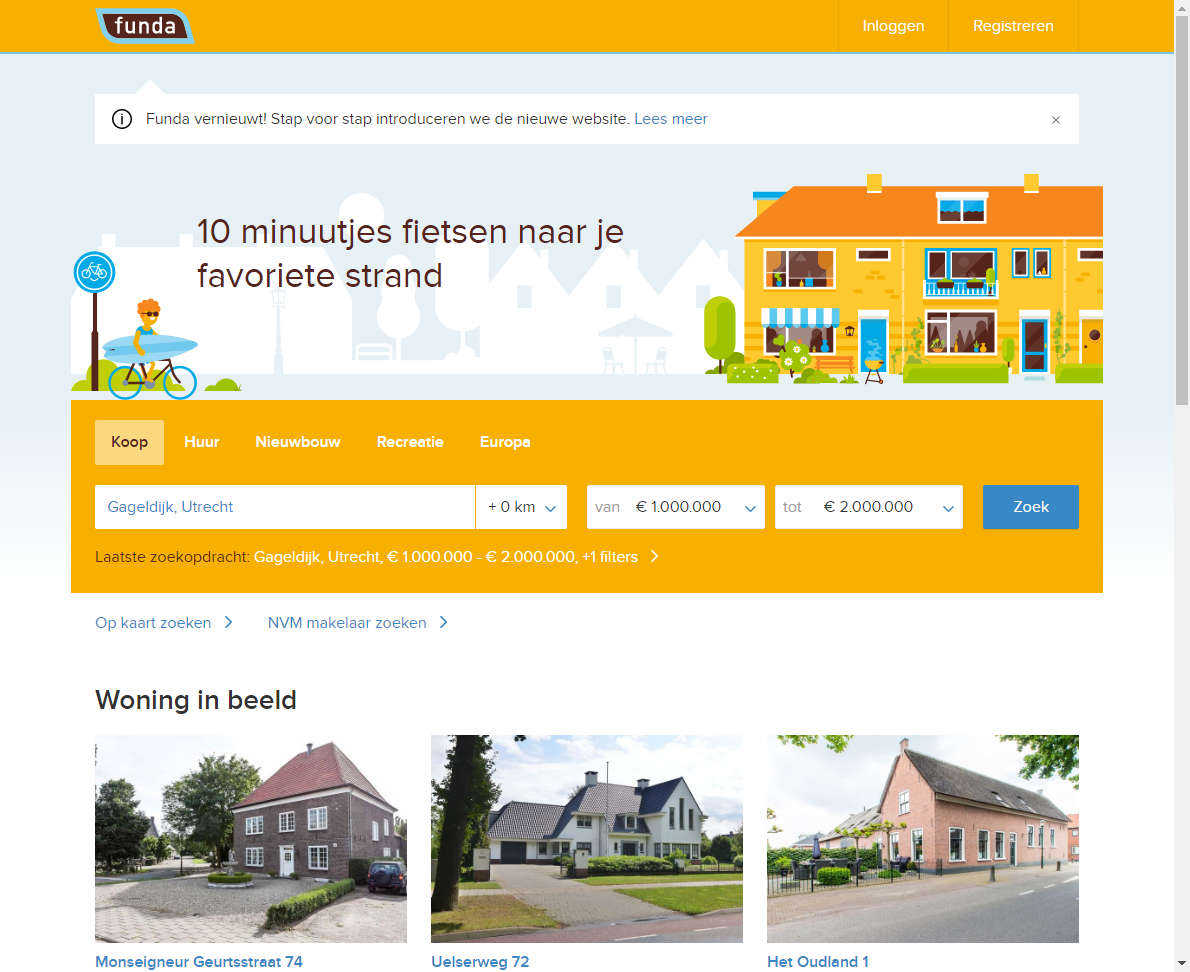 funda
Inloggen
Registreren
Funda vernieuwt! Stap voor stap introduceren we de nieuwe website. Lees meer
10 minuutjes fietsen naar je
favoriete strand
Koop Huur Nieuwbouw Recreatie Europa
Gageldijk, Utrecht + 0 km van € 1.000.000 tot € 2.000.000 Zoek
Laatste zoekopdracht: Gageldijk, Utrecht, € 1.000.000 - € 2.000.000, +1 filters
Op kaart zoeken NVM makelaar zoeken
Woning in beeld
Monseigneur Geurtsstraat 74 Uelserweg 72 Het Oudland 1